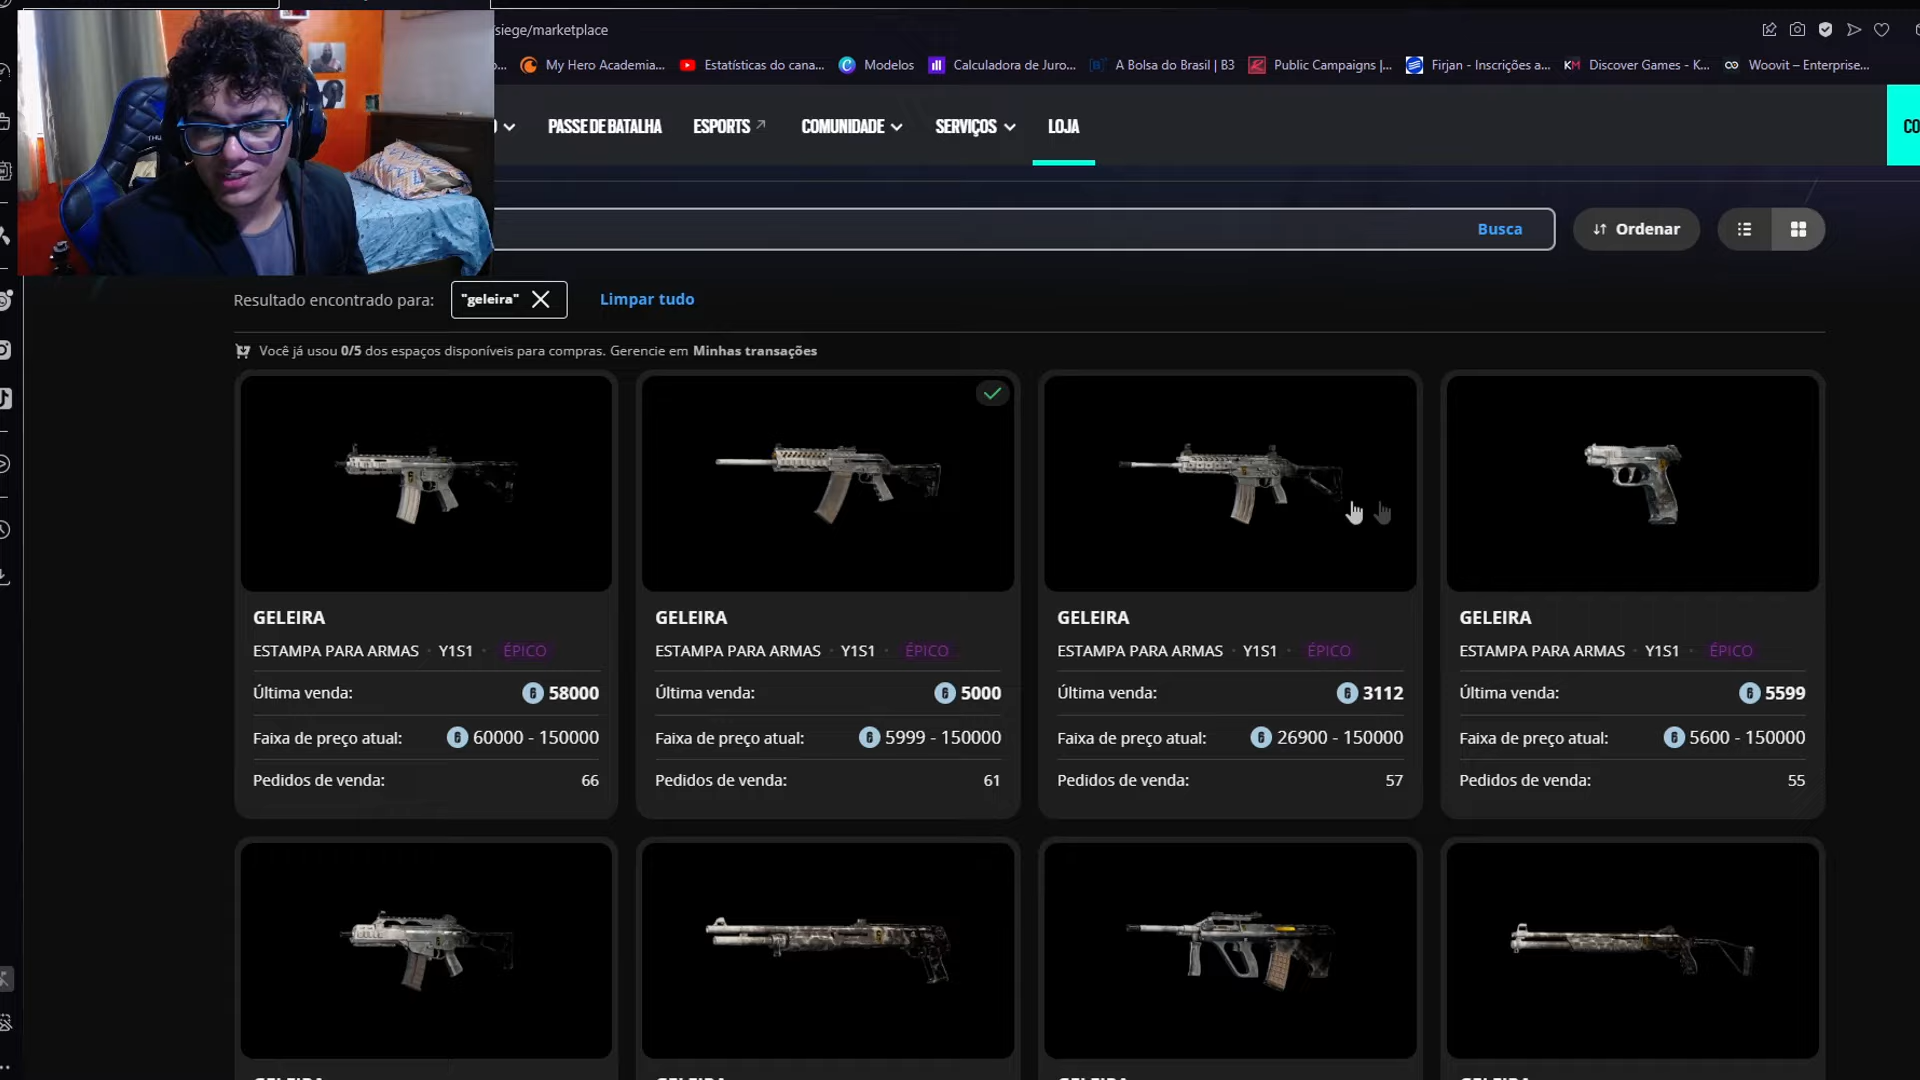 siege/marketplace
My Hero Academia...
Estatísticas do cana...
Modelos
Calculadora de Juro...
A Bolsa do Brasil | B3
Public Campaigns |...
Firjan - Inscrições a...
KM Discover Games - K...
Woovit – Enterprise...
PASSE DE BATALHA
ESPORTS
COMUNIDADE
SERVIÇOS
LOJA
CO
Busca
Ordenar
Resultado encontrado para:
"geleira"
Limpar tudo
Você já usou 0/5 dos espaços disponíveis para compras. Gerencie em Minhas transações
GELEIRA
ESTAMPA PARA ARMAS · Y1S1 · ÉPICO
Última venda: 58000
Faixa de preço atual: 60000 - 150000
Pedidos de venda: 66
GELEIRA
ESTAMPA PARA ARMAS · Y1S1 · ÉPICO
Última venda: 5000
Faixa de preço atual: 5999 - 150000
Pedidos de venda: 61
GELEIRA
ESTAMPA PARA ARMAS · Y1S1 · ÉPICO
Última venda: 3112
Faixa de preço atual: 26900 - 150000
Pedidos de venda: 57
GELEIRA
ESTAMPA PARA ARMAS · Y1S1 · ÉPICO
Última venda: 5599
Faixa de preço atual: 5600 - 150000
Pedidos de venda: 55
GELEIRA
GELEIRA
GELEIRA
GELEIRA